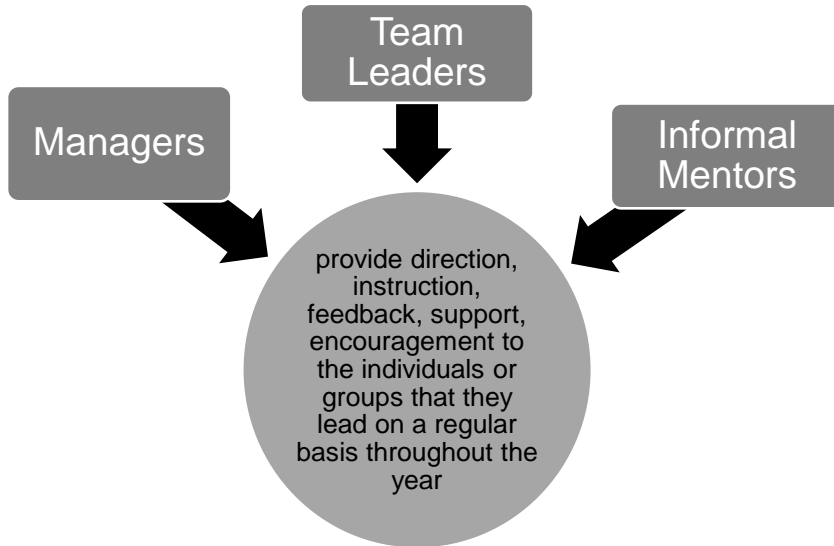 Team
Leaders
Managers
Informal
Mentors
provide direction,
instruction,
feedback, support,
encouragement to
the individuals or
groups that they
lead on a regular
basis throughout the
year